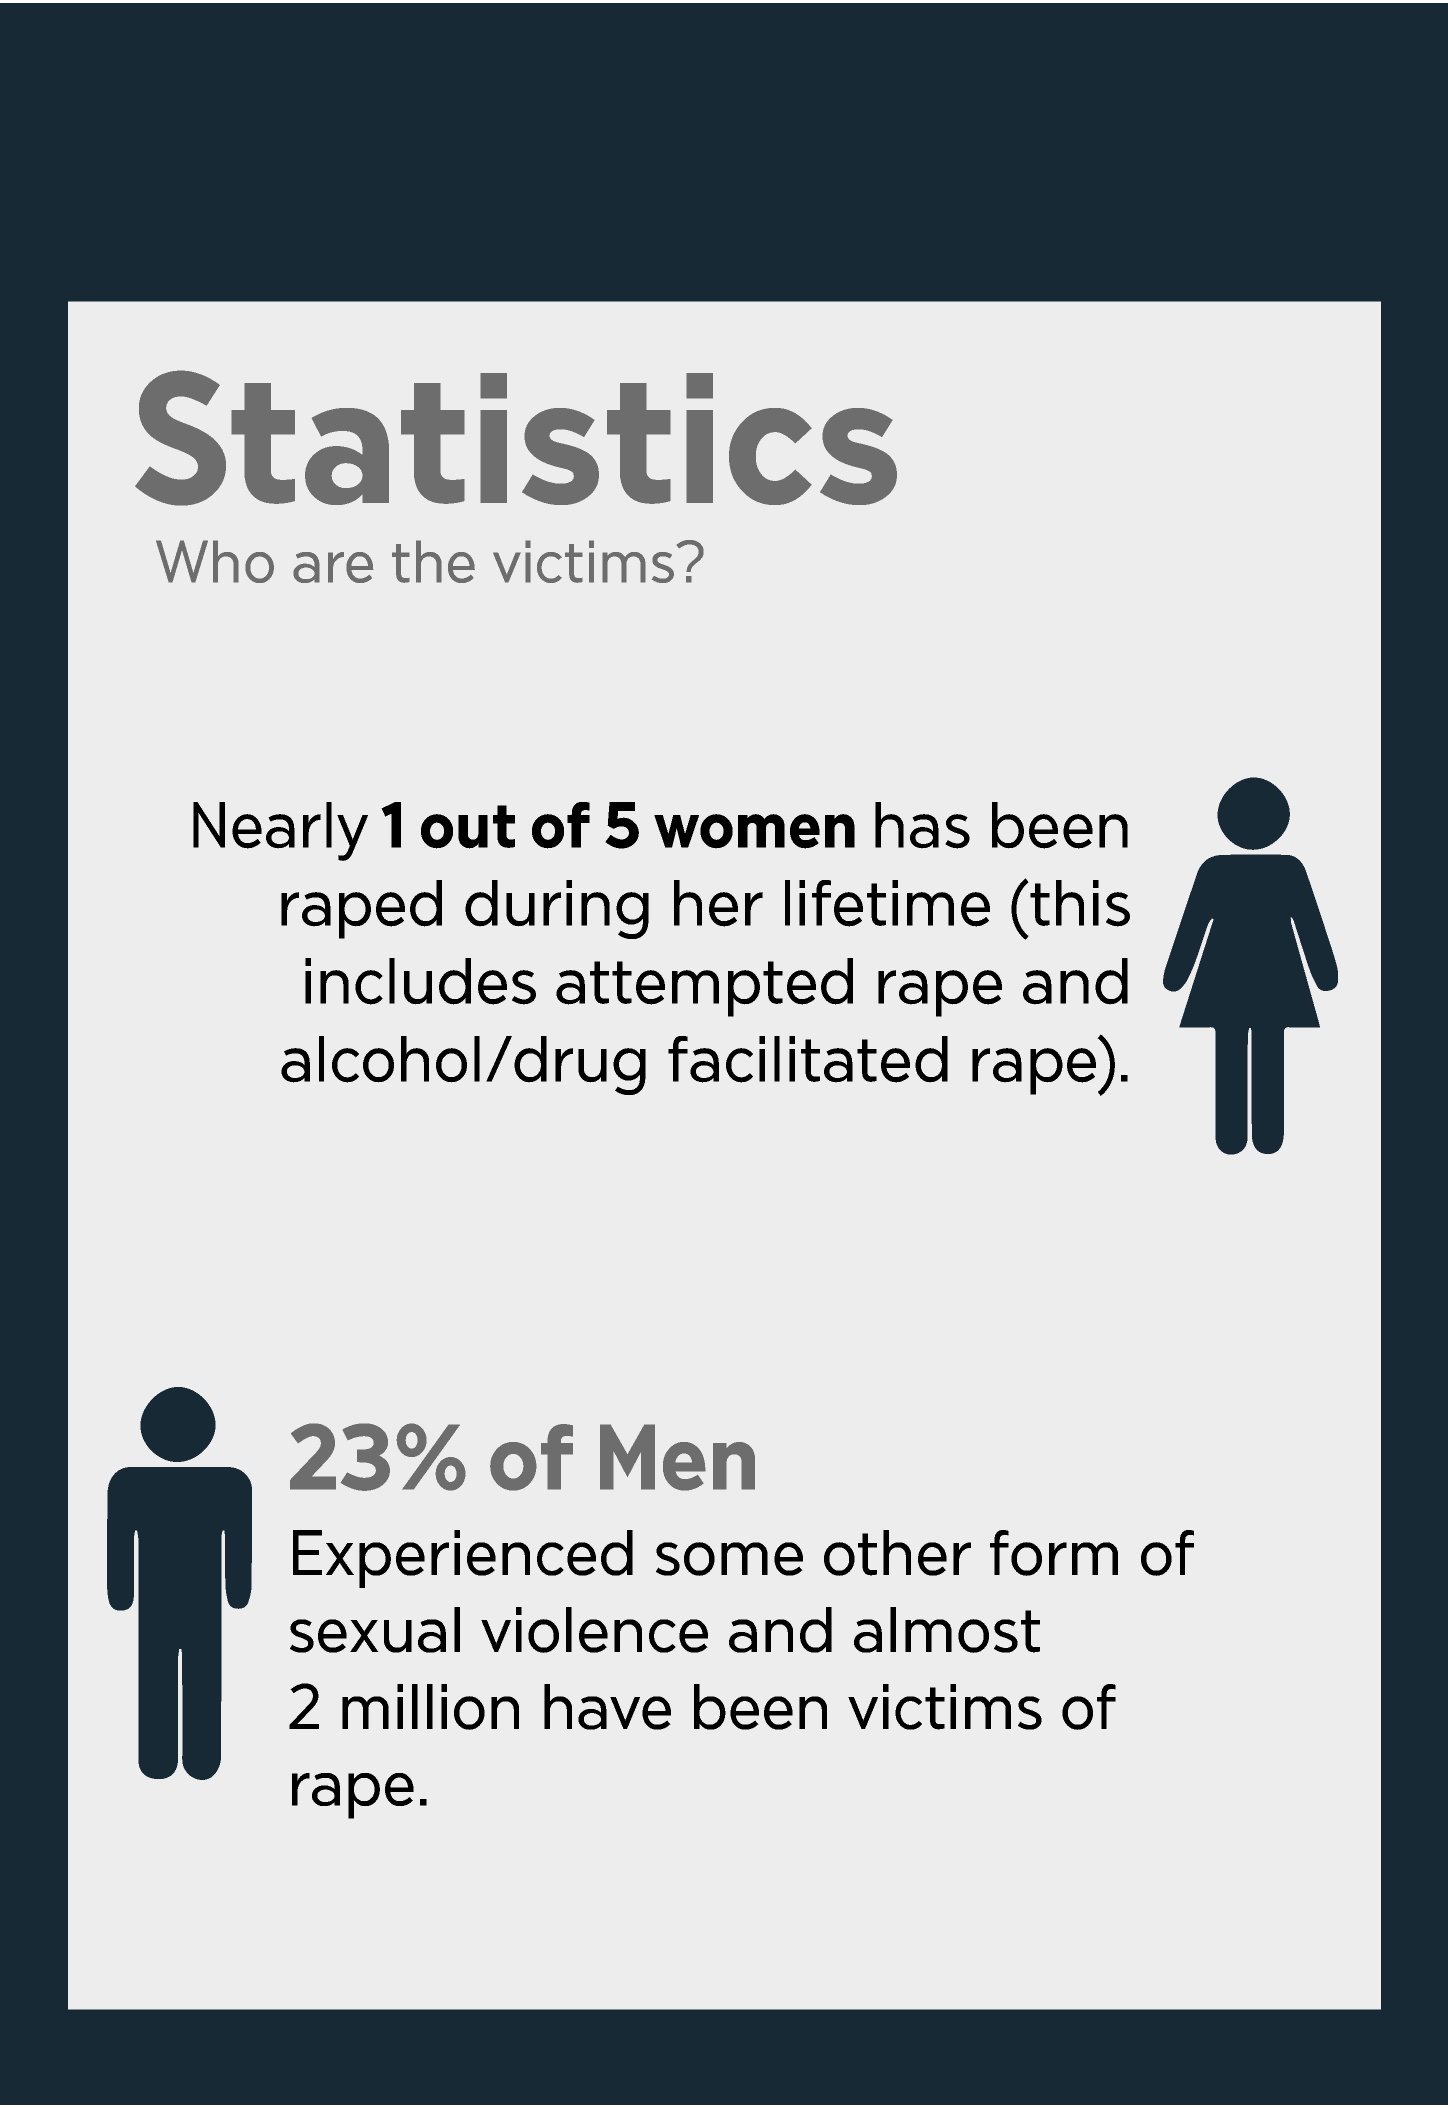 Statistics
Who are the victims?
Nearly 1 out of 5 women has been
raped during her lifetime (this
includes attempted rape and
alcohol/drug facilitated rape).
23% of Men
Experienced some other form of
sexual violence and almost
2 million have been victims of
rape.